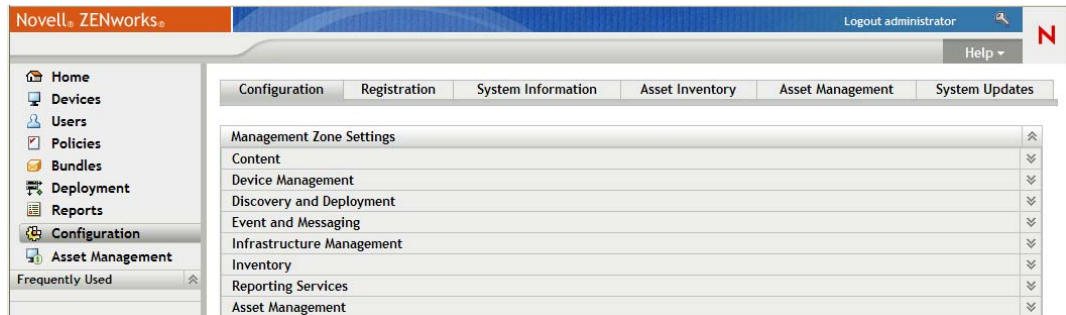 Novell® ZENworks®
Logout administrator
N
Help
Home
Devices
Users
Policies
Bundles
Deployment
Reports
Configuration
Asset Management
Frequently Used
Configuration Registration System Information Asset Inventory Asset Management System Updates
Management Zone Settings
Content
Device Management
Discovery and Deployment
Event and Messaging
Infrastructure Management
Inventory
Reporting Services
Asset Management